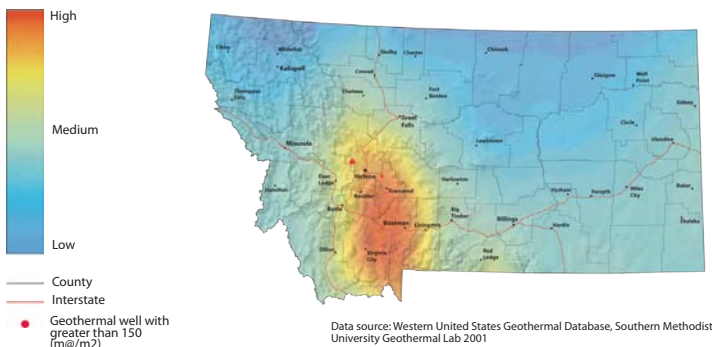 High
Medium
Low
County
Interstate
Geothermal well with
greater than 150
(m@/m2)
Libby
Whitefish
Kalispell
Thompson
Falls
Missoula
Hamilton
Deer
Lodge
Butte
Dillon
Shelby
Chester
Conrad
Choteau
Fort
Benton
Great
Falls
Helena
Boulder
Townsend
Bozeman
Livingston
Virginia
City
Chinook
Lewistown
Harlowton
Big
Timber
Billings
Red
Lodge
Hardin
Glasgow
Wolf
Point
Sidney
Circle
Glendive
Hysham
Forsyth
Miles
City
Baker
Ekalaka
Data source: Western United States Geothermal Database, Southern Methodist
University Geothermal Lab 2001